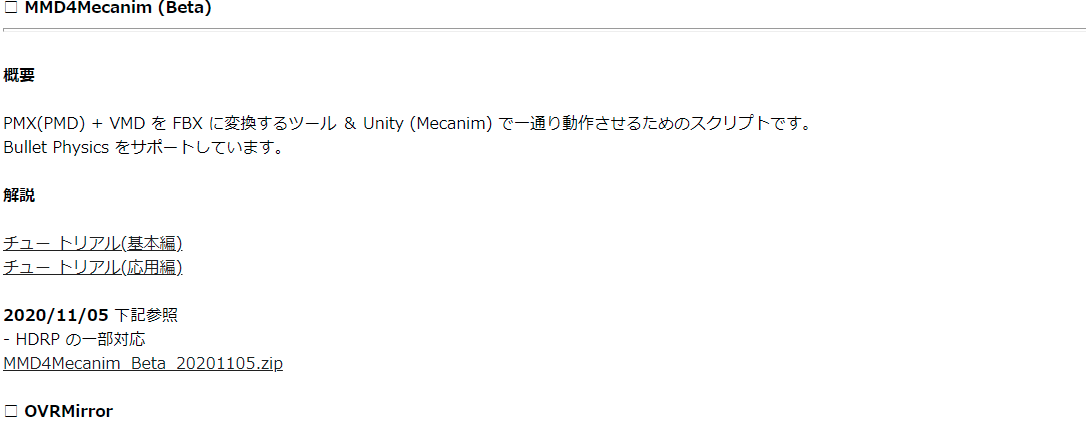 □ MMD4Mecanim (Beta)
概要
PMX(PMD) + VMD を FBX に変換するツール ＆ Unity (Mecanim) で一通り動作させるためのスクリプトです。
Bullet Physics をサポートしています。
解説
チュートリアル(基本編)
チュートリアル(応用編)
2020/11/05 下記参照
- HDRP の一部対応
MMD4Mecanim_Beta_20201105.zip
□ OVRMirror